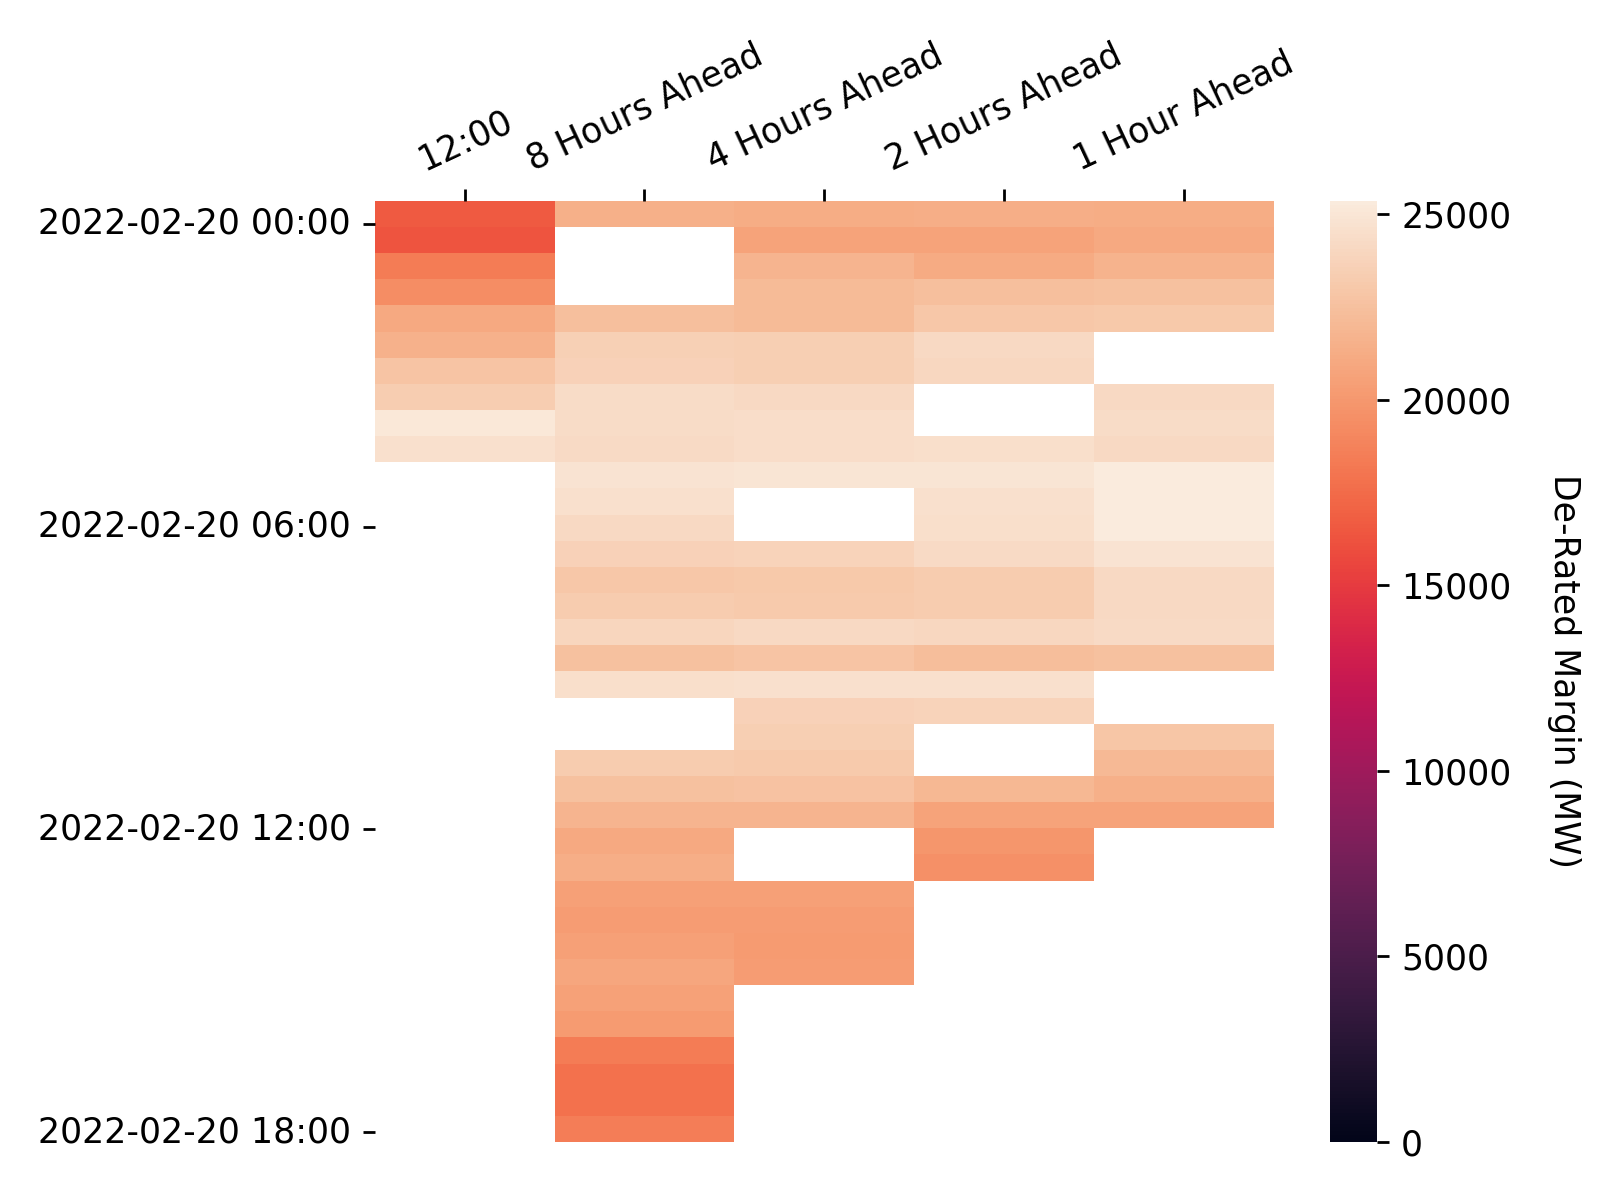 12:00
8 Hours Ahead
4 Hours Ahead
2 Hours Ahead
1 Hour Ahead
2022-02-20 00:00
2022-02-20 06:00
2022-02-20 12:00
2022-02-20 18:00
25000
20000
15000
10000
5000
0
De-Rated Margin (MW)